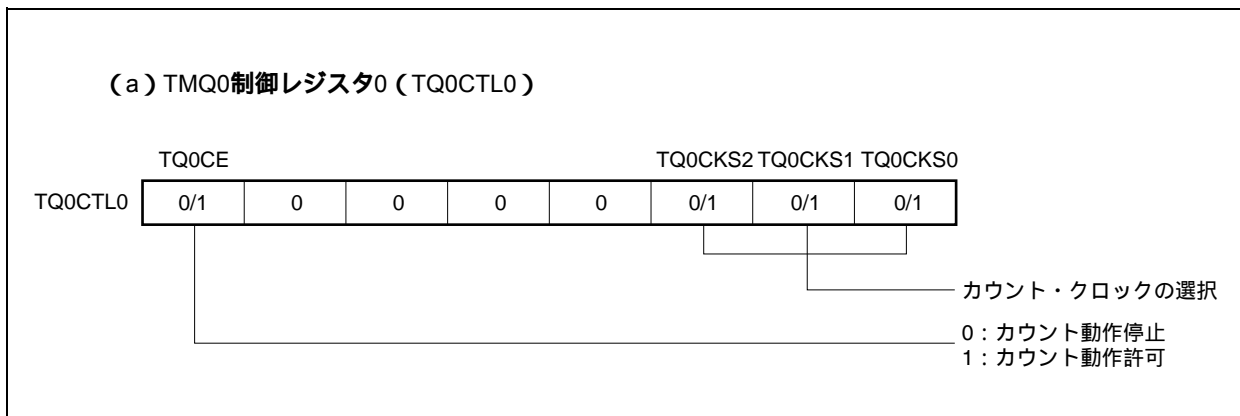 (a)TMQ0制御レジスタ0(TQ0CTL0)
TQ0CE TQ0CKS2 TQ0CKS1 TQ0CKS0
TQ0CTL0 0/1 0 0 0 0 0/1 0/1 0/1
カウント・クロックの選択
0:カウント動作停止
1:カウント動作許可